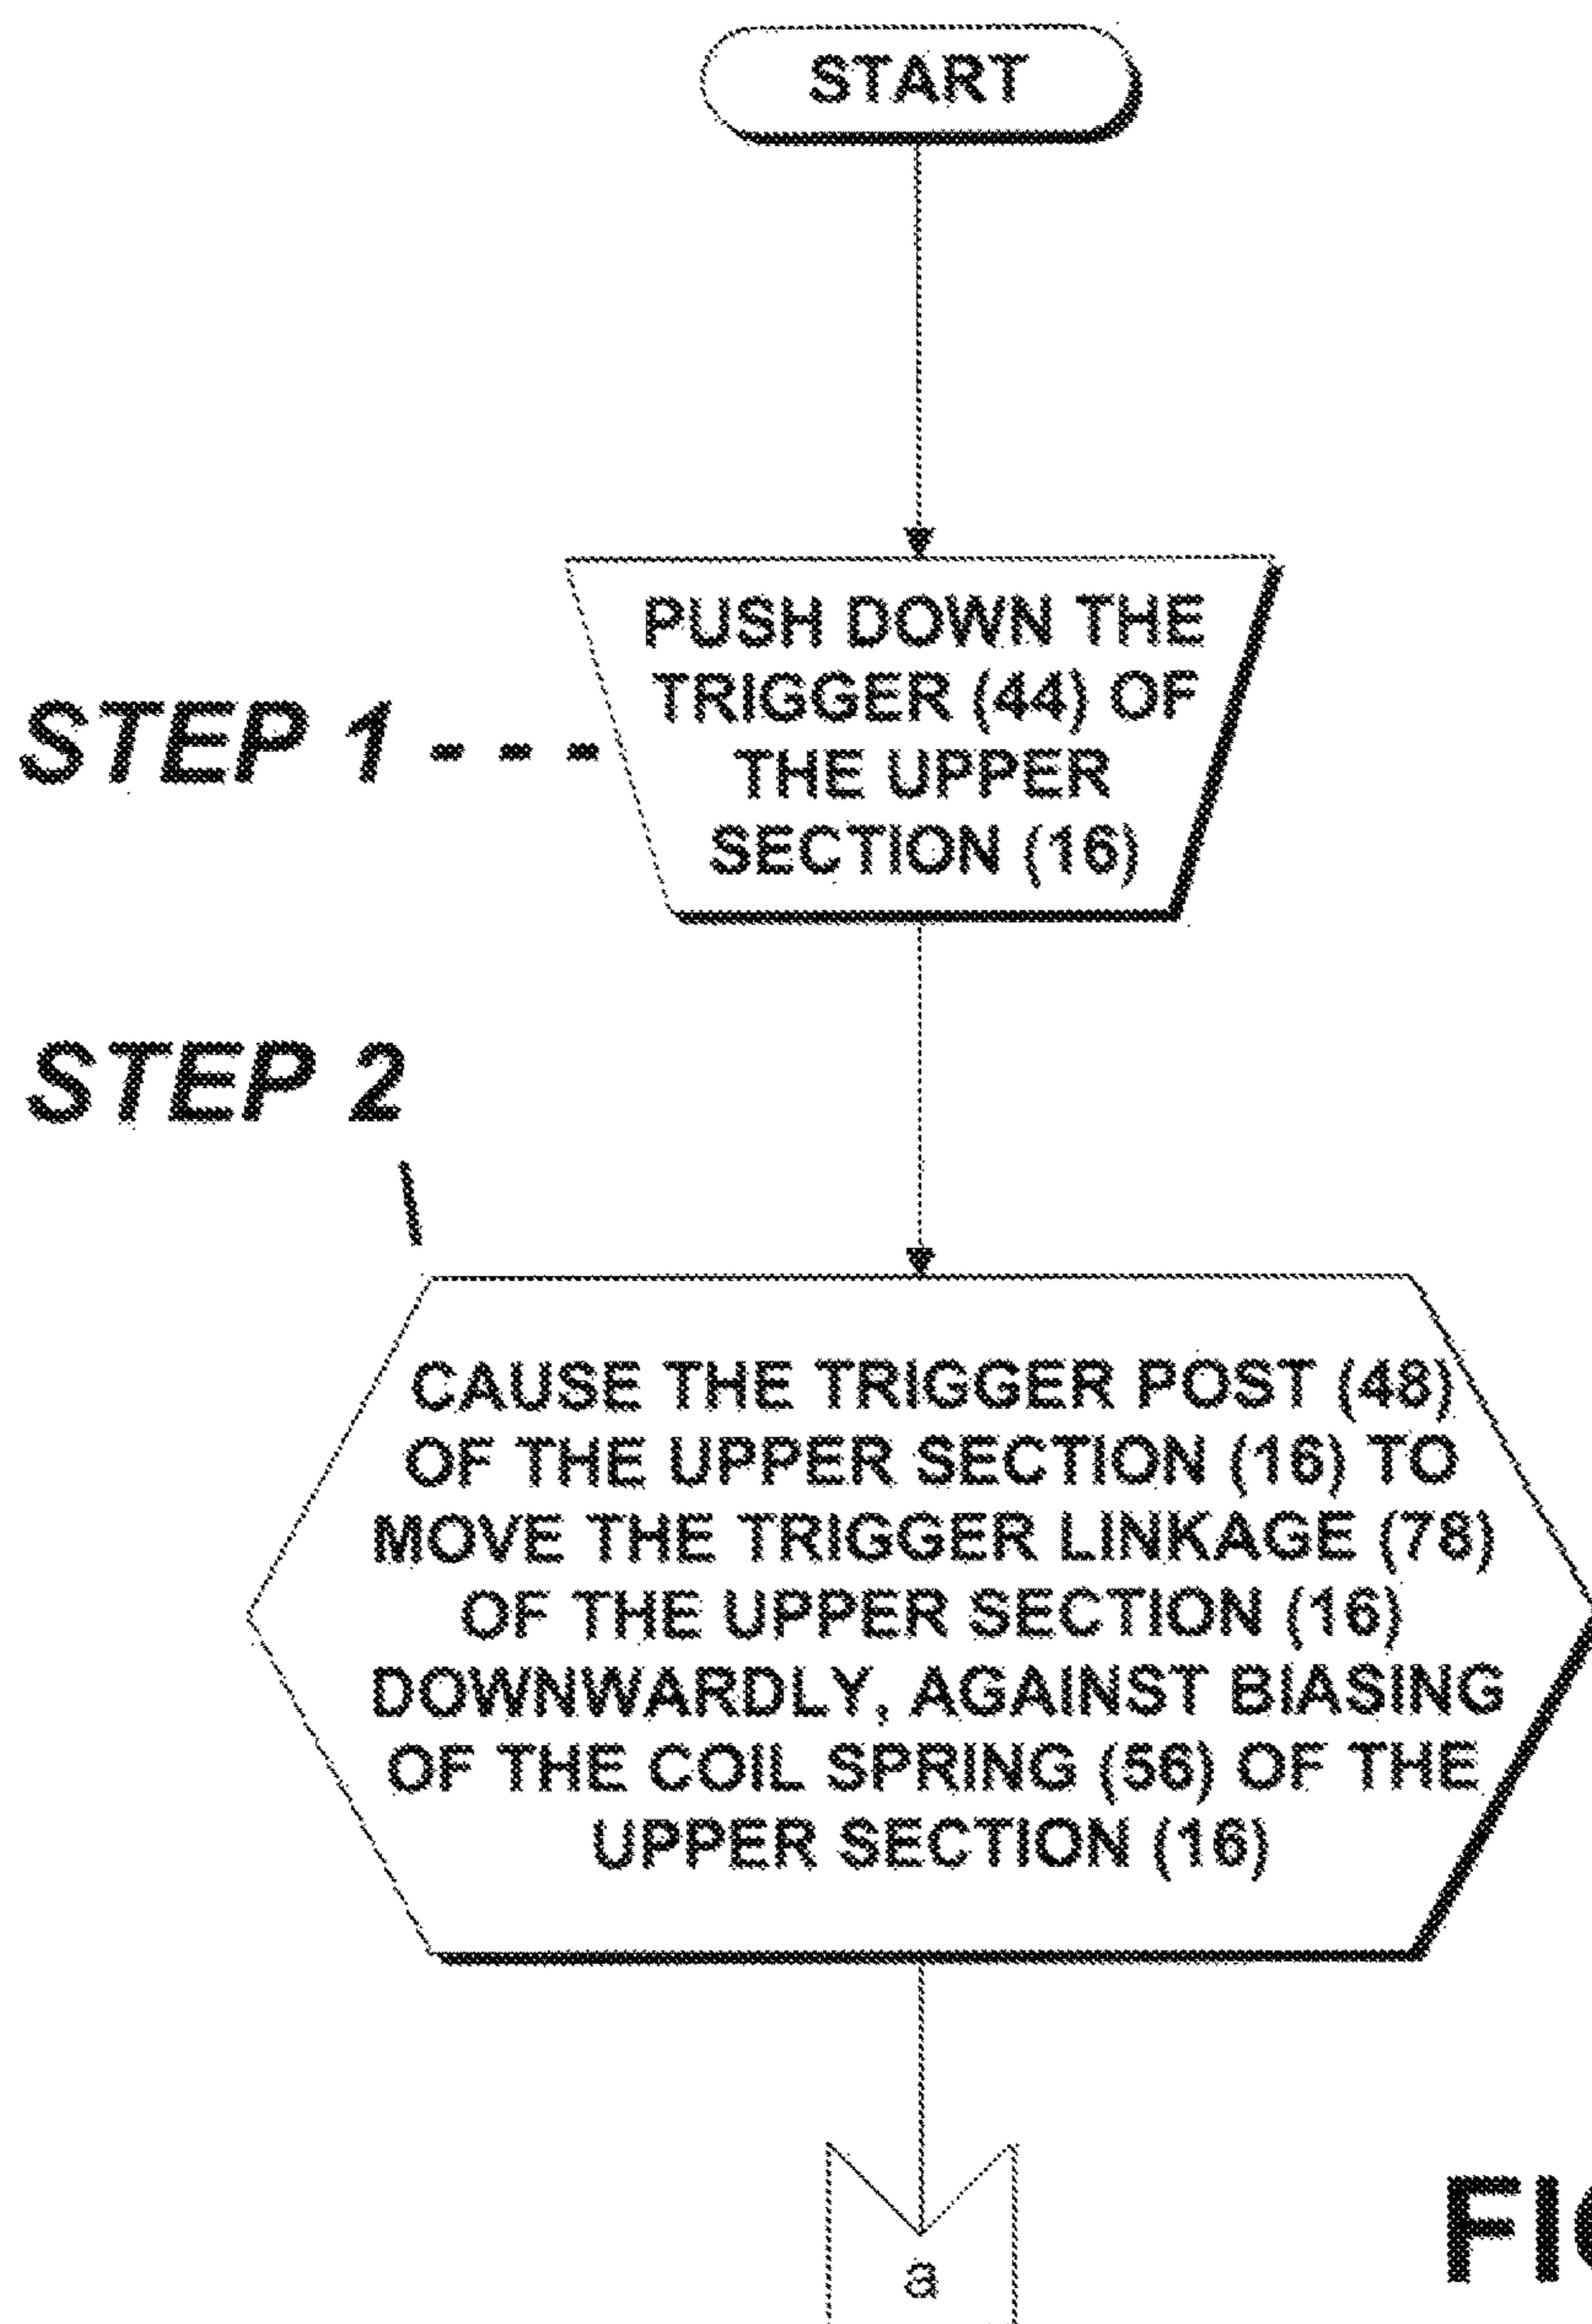 START
PUSH DOWN THE
TRIGGER (44) OF
THE UPPER
SECTION (16)
STEP 1 - - -
STEP 2
CAUSE THE TRIGGER POST (48)
OF THE UPPER SECTION (16) TO
MOVE THE TRIGGER LINKAGE (78)
OF THE UPPER SECTION (16)
DOWNWARDLY, AGAINST BIASING
OF THE COIL SPRING (56) OF THE
UPPER SECTION (16)
a